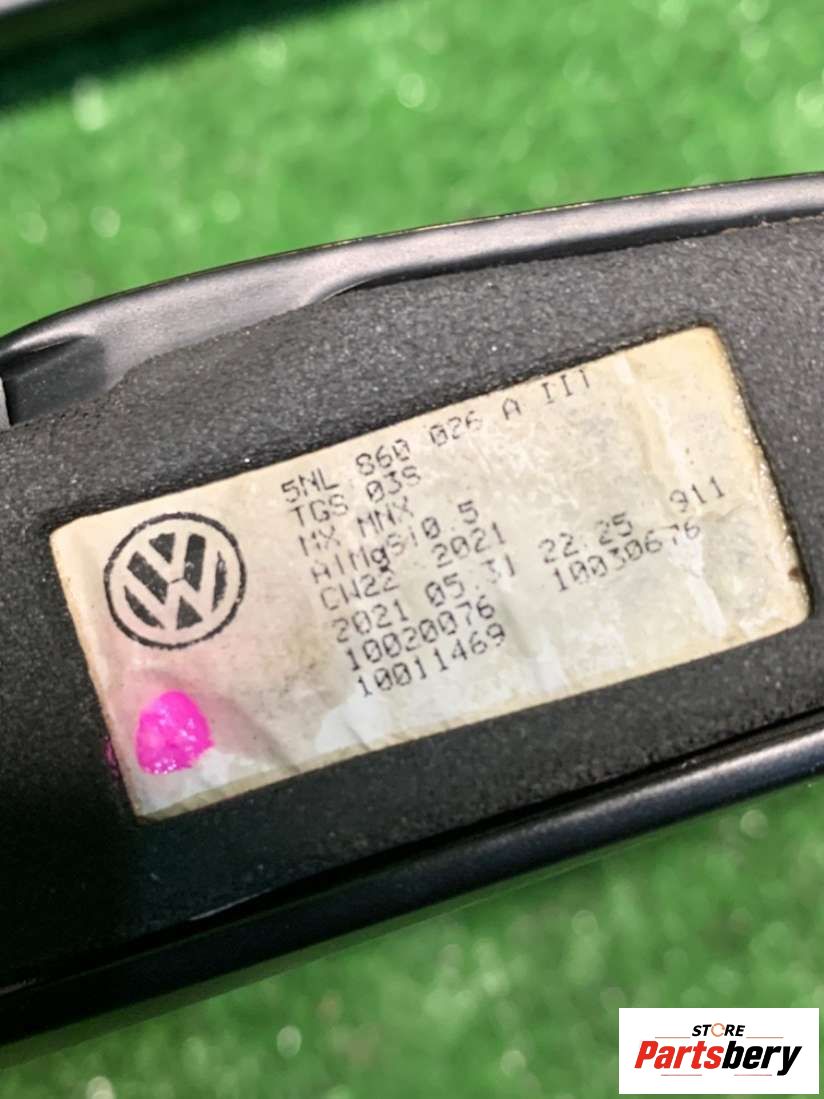 5NL 860 026 A III
TGS 03S
MX MNX
AlMgSi0.5
CW22 2021
2021 05.31 22.25 911
10020076 10030676
10011469
STORE
Partsbery